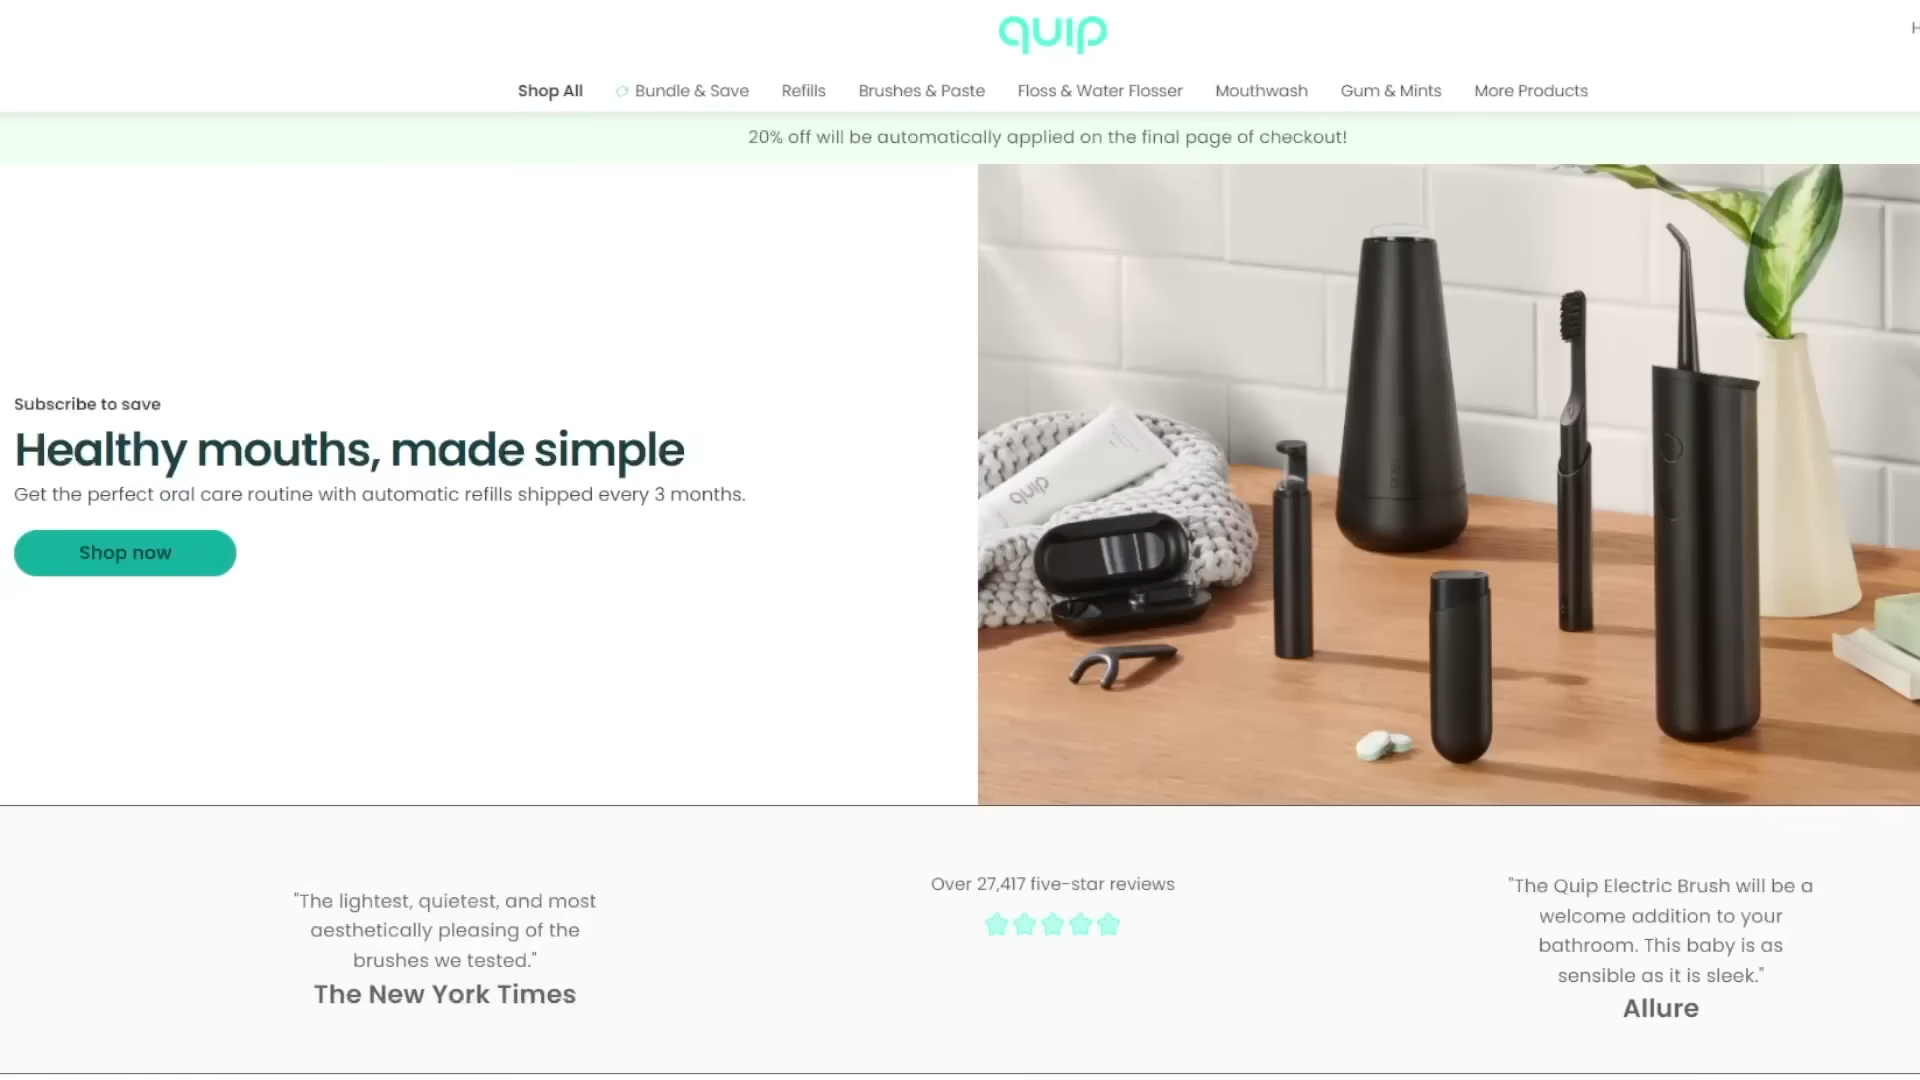 quip
Shop All
Bundle & Save
Refills
Brushes & Paste
Floss & Water Flosser
Mouthwash
Gum & Mints
More Products
20% off will be automatically applied on the final page of checkout!
Subscribe to save
Healthy mouths, made simple
Get the perfect oral care routine with automatic refills shipped every 3 months.
Shop now
quip
"The lightest, quietest, and most
aesthetically pleasing of the
brushes we tested."
The New York Times
Over 27,417 five-star reviews
"The Quip Electric Brush will be a
welcome addition to your
bathroom. This baby is as
sensible as it is sleek."
Allure